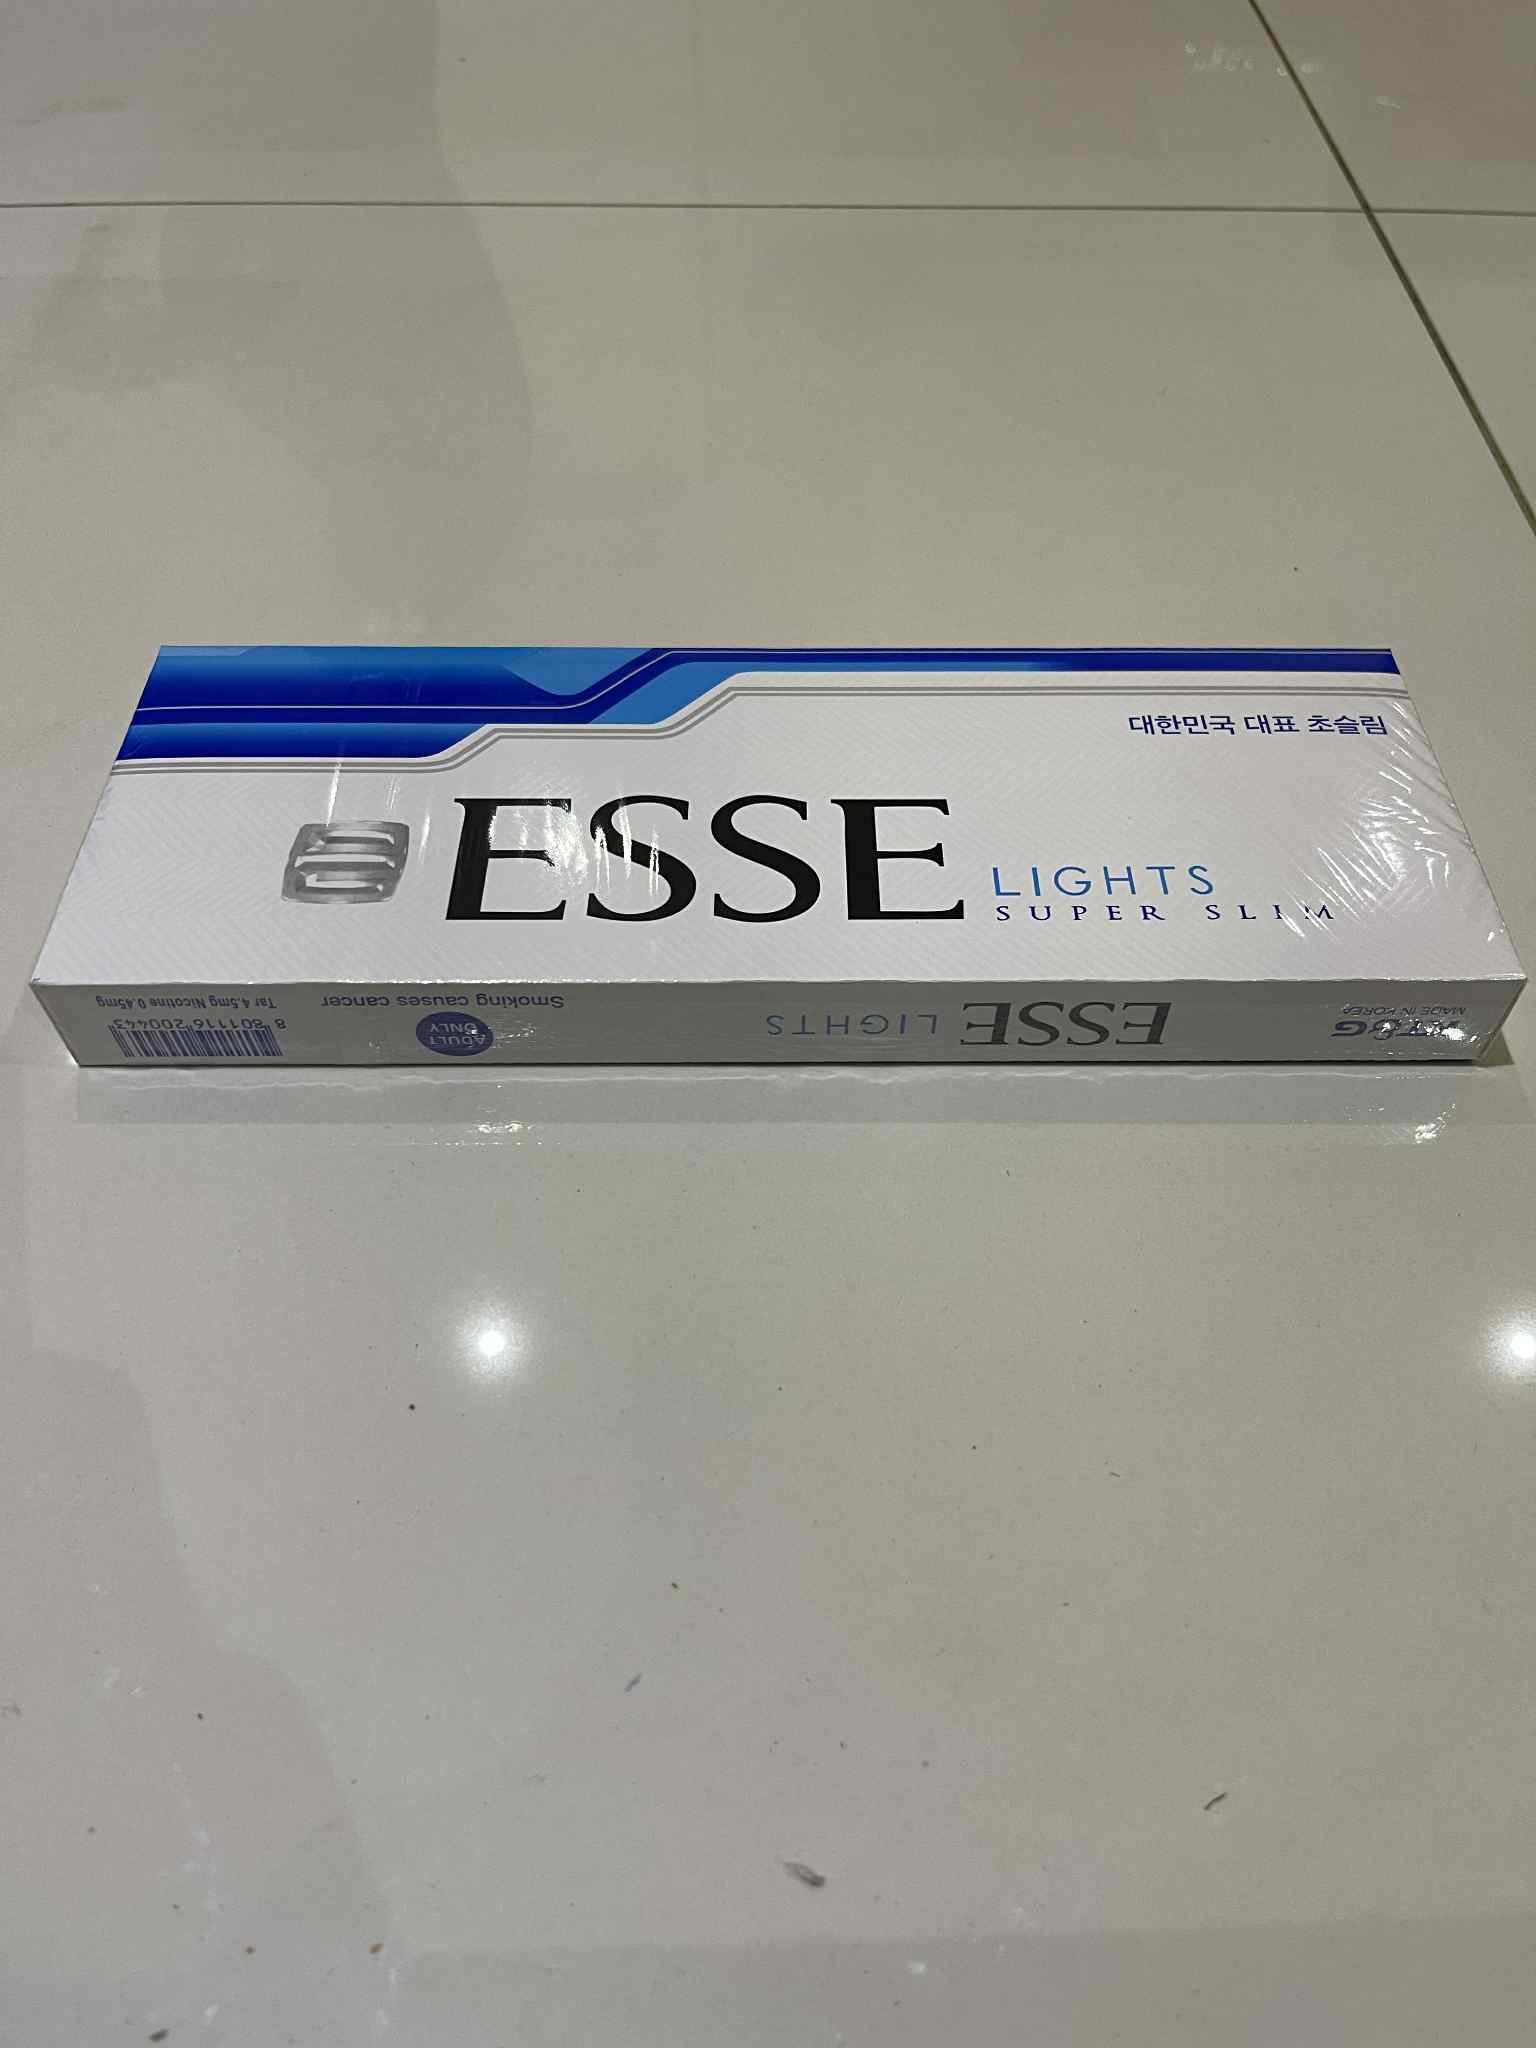 대한민국 대표 초슬림
ESSE
LIGHTS
SUPER SLIM
KT&G
MADE IN KOREA
ESSE LIGHTS
Smoking causes cancer
ADULT
ONLY
Tar 4.5mg Nicotine 0.45mg
8 801116 200443